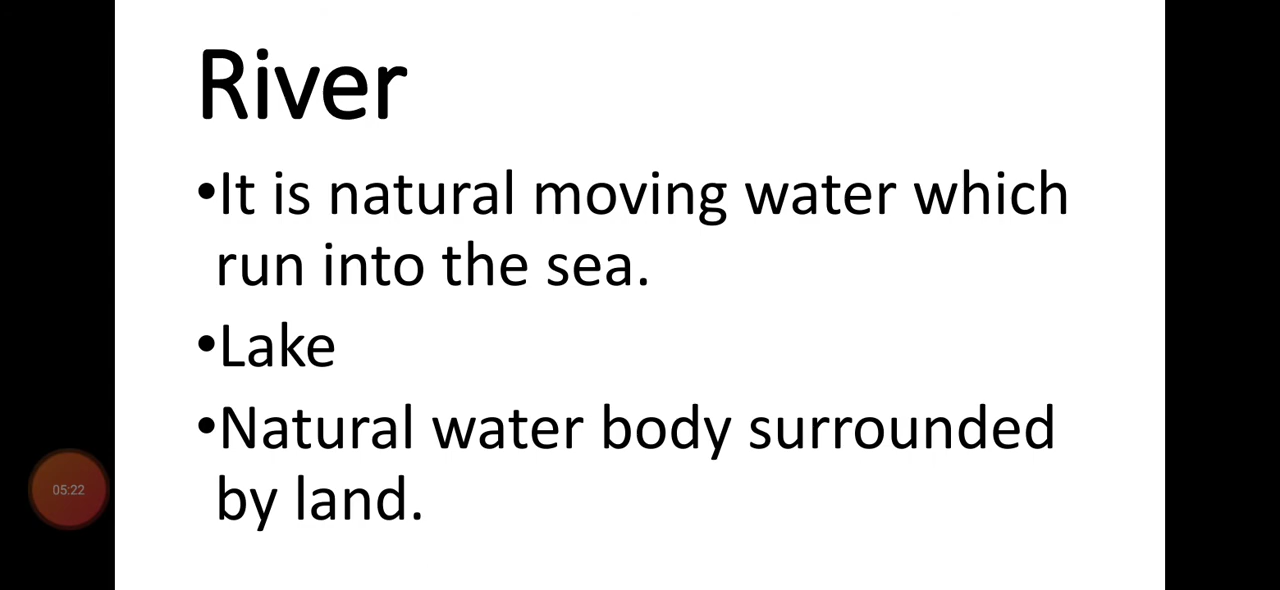 River
•It is natural moving water which
run into the sea.
•Lake
•Natural water body surrounded
by land.
05:22